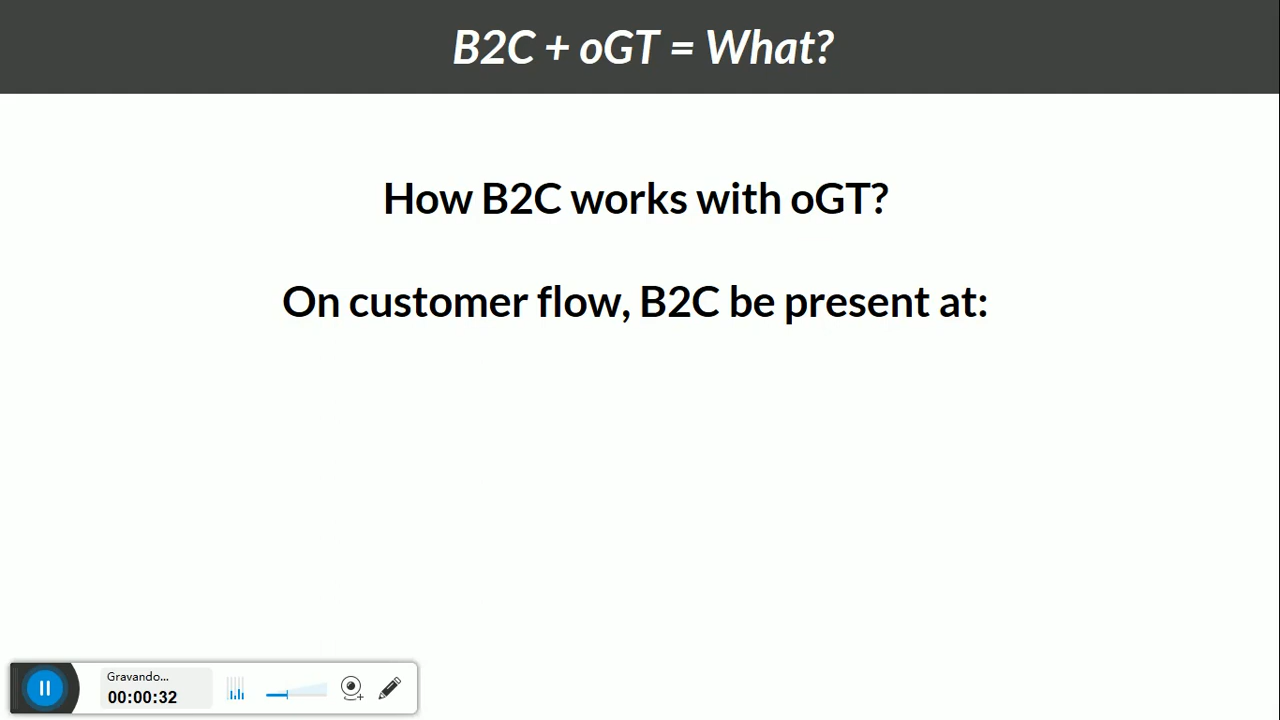 B2C + oGT = What?
How B2C works with oGT?
On customer flow, B2C be present at:
Gravando...
00:00:32